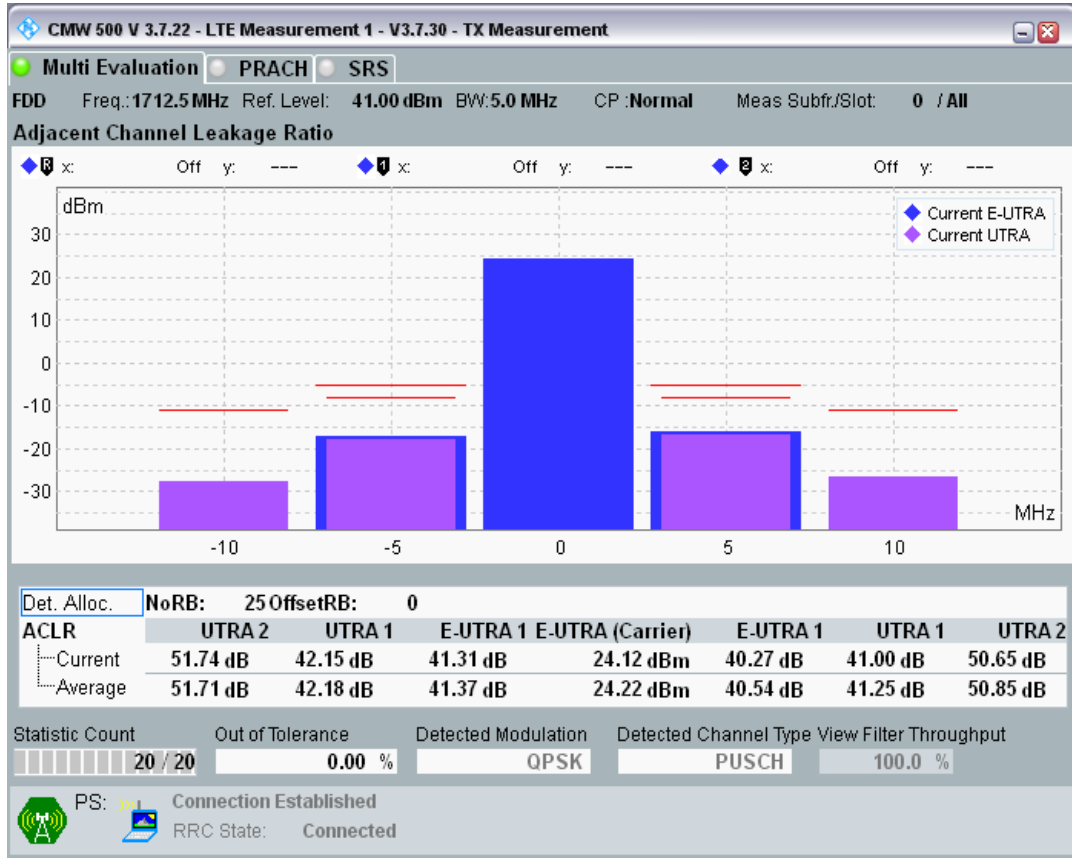 CMW 500 V 3.7.22 - LTE Measurement 1 - V3.7.30 - TX Measurement
Multi Evaluation PRACH SRS
FDD Freq.:1712.5 MHz Ref. Level: 41.00 dBm BW:5.0 MHz CP :Normal Meas Subfr./Slot: 0 / All
Adjacent Channel Leakage Ratio
R x: Off y: --- 1 x: Off y: --- 2 x: Off y: ---
dBm
Current E-UTRA
Current UTRA
30
20
10
0
-10
-20
-30
MHz
-10 -5 0 5 10
Det. Alloc. NoRB: 25 OffsetRB: 0
ACLR UTRA 2 UTRA 1 E-UTRA 1 E-UTRA (Carrier) E-UTRA 1 UTRA 1 UTRA 2
Current 51.74 dB 42.15 dB 41.31 dB 24.12 dBm 40.27 dB 41.00 dB 50.65 dB
Average 51.71 dB 42.18 dB 41.37 dB 24.22 dBm 40.54 dB 41.25 dB 50.85 dB
Statistic Count Out of Tolerance Detected Modulation Detected Channel Type View Filter Throughput
20 / 20 0.00 % QPSK PUSCH 100.0 %
PS: Connection Established
RRC State: Connected